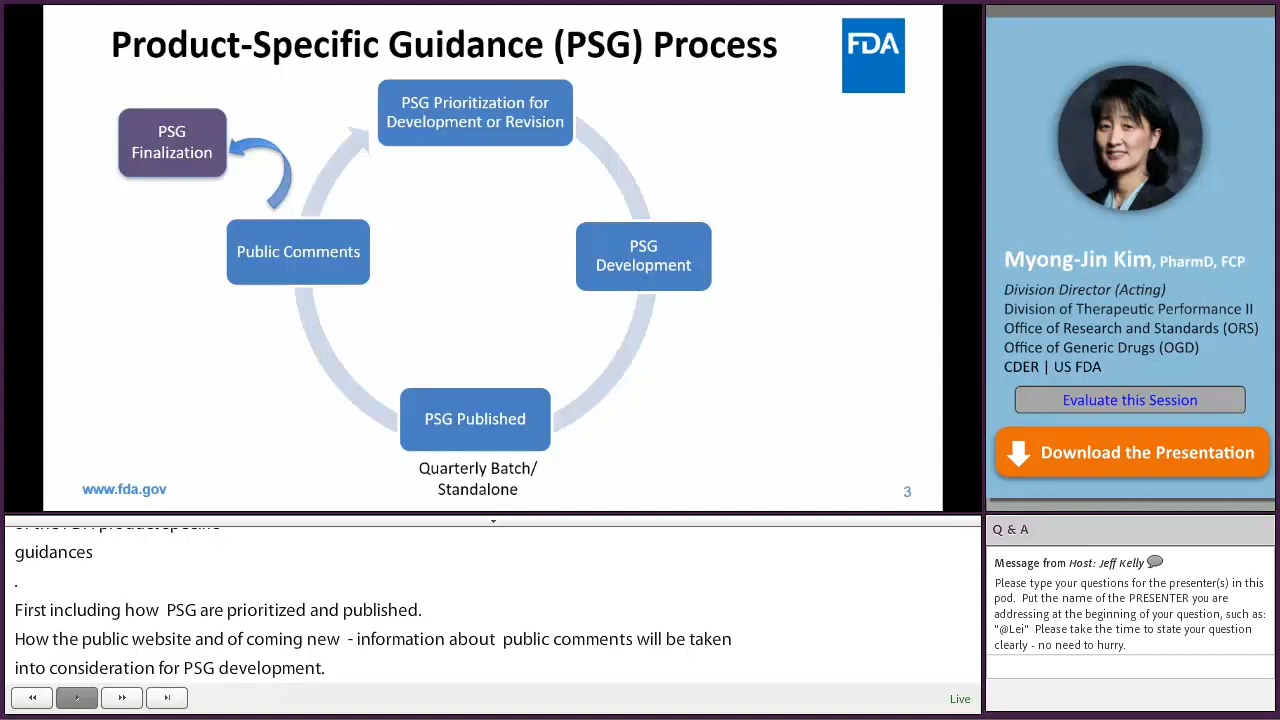 Product-Specific Guidance (PSG) Process
FDA
PSG Prioritization for
Development or Revision
PSG
Finalization
Public Comments
PSG
Development
PSG Published
Quarterly Batch/
Standalone
www.fda.gov
3
Myong-Jin Kim, PharmD, FCP
Division Director (Acting)
Division of Therapeutic Performance II
Office of Research and Standards (ORS)
Office of Generic Drugs (OGD)
CDER | US FDA
Evaluate this Session
Download the Presentation
guidances
.
First including how PSG are prioritized and published.
How the public website and of coming new - information about public comments will be taken
into consideration for PSG development.
Live
Q & A
Message from Host: Jeff Kelly
Please type your questions for the presenter(s) in this
pod. Put the name of the PRESENTER you are
addressing at the beginning of your question, such as:
"@Lei" Please take the time to state your question
clearly - no need to hurry.